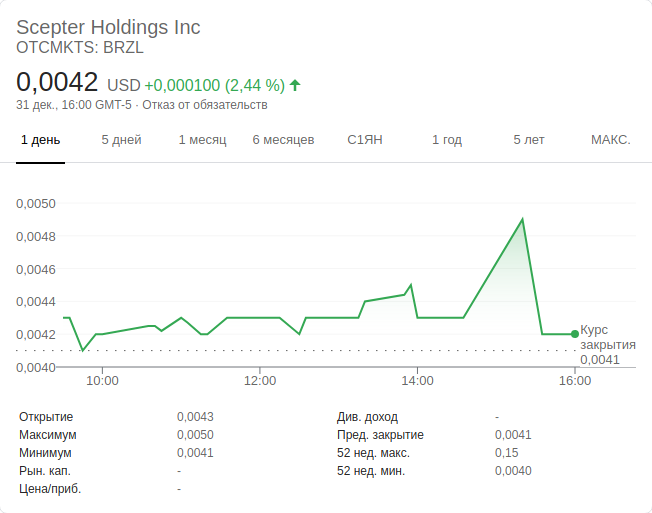 Scepter Holdings Inc
OTCMKTS: BRZL
0,0042 USD +0,000100 (2,44 %)
31 дек., 16:00 GMT-5 · Отказ от обязательств
1 день 5 дней 1 месяц 6 месяцев С1ЯН 1 год 5 лет МАКС.
0,0050
0,0048
0,0046
0,0044
0,0042
0,0040
Курс
закрытия
0,0041
10:00 12:00 14:00 16:00
Открытие 0,0043
Максимум 0,0050
Минимум 0,0041
Рын. кап. -
Цена/приб. -
Див. доход -
Пред. закрытие 0,0041
52 нед. макс. 0,15
52 нед. мин. 0,0040